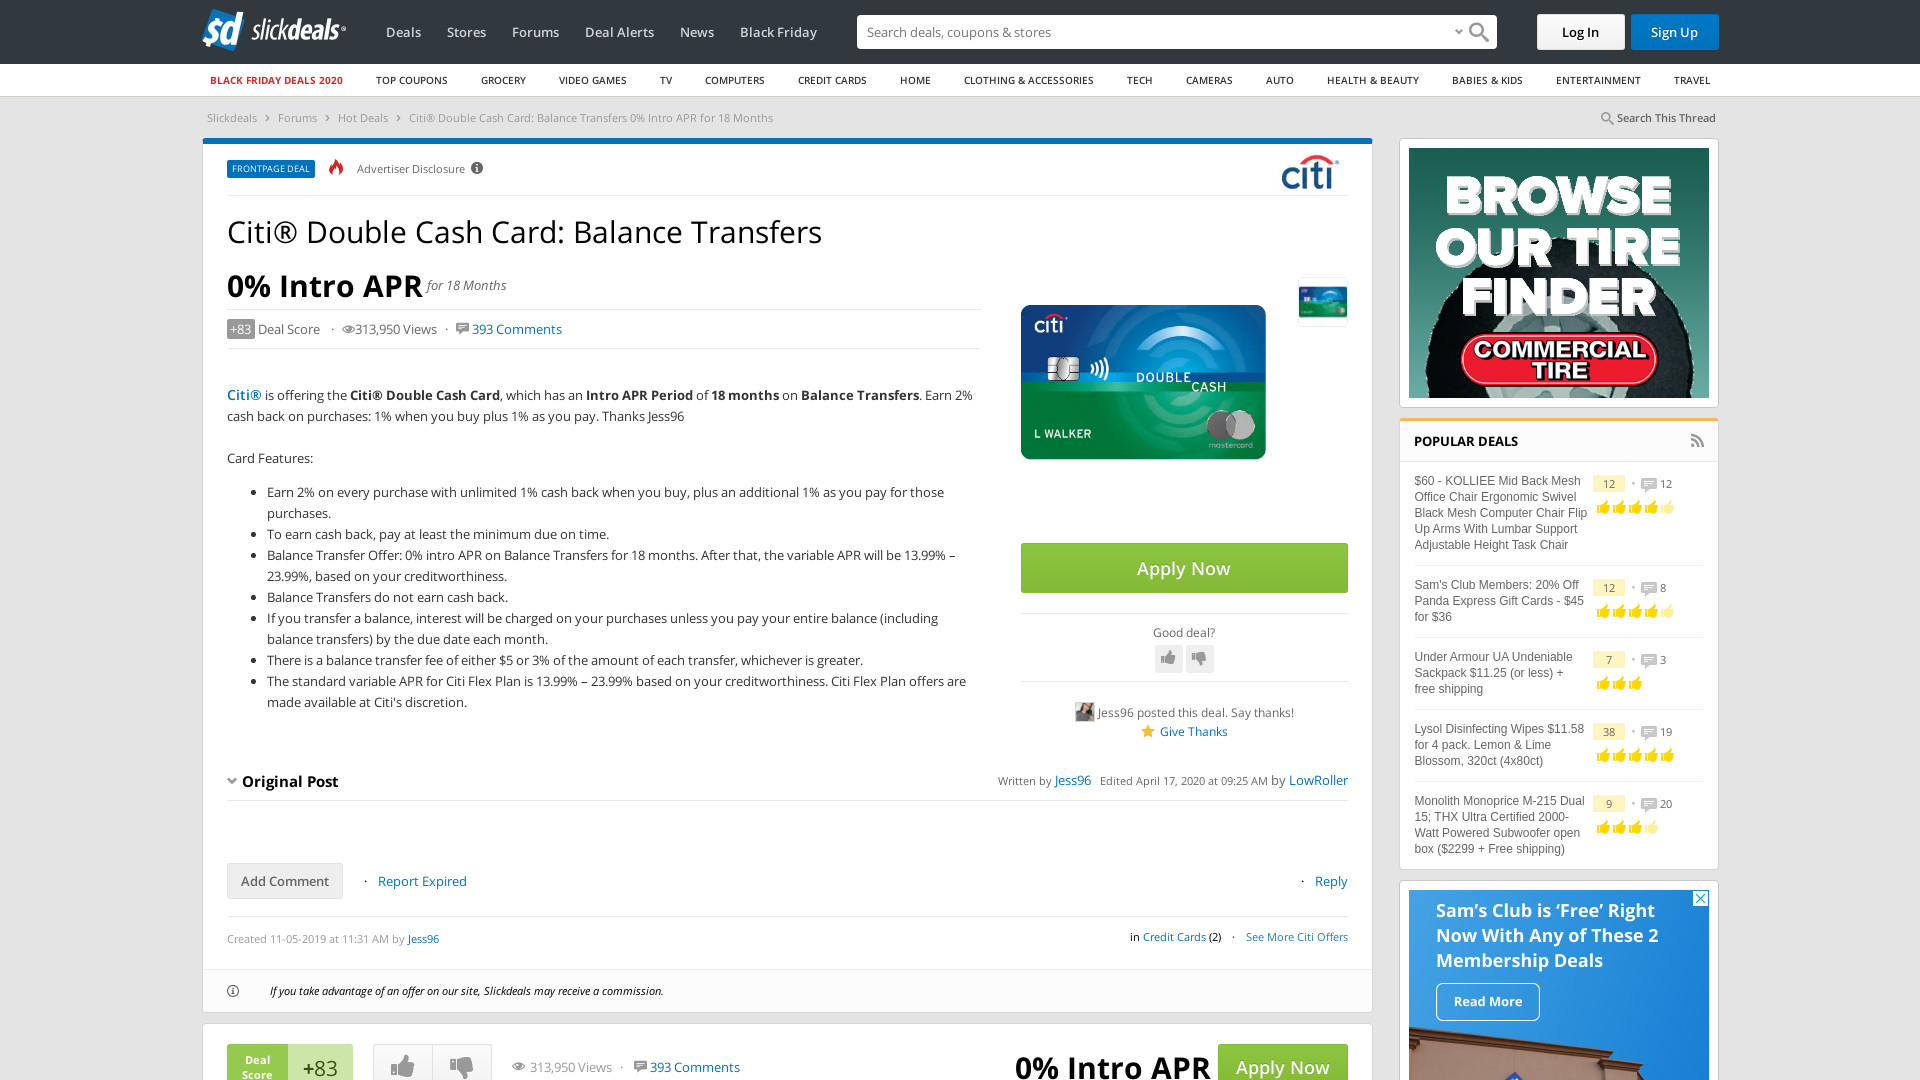 sd slickdeals
Deals Stores Forums Deal Alerts News Black Friday
Search deals, coupons & shops
Log In Sign Up
BLACK FRIDAY DEALS 2020 TOP COUPONS GROCERY VIDEO GAMES TV COMPUTERS CREDIT CARDS HOME CLOTHING & ACCESSORIES TECH CAMERAS AUTO HEALTH & BEAUTY BABIES & KIDS ENTERTAINMENT TRAVEL
Slickdeals › Forums › Hot Deals › Citi® Double Cash Card: Balance Transfers 0% Intro APR for 18 Months
Search This Thread
FRONTPAGE DEAL Advertiser Disclosure
citi®
Citi® Double Cash Card: Balance Transfers
0% Intro APR for 18 Months
+83 Deal Score · 313,950 Views · 393 Comments
Citi® is offering the Citi® Double Cash Card, which has an Intro APR Period of 18 months on Balance Transfers. Earn 2%
cash back on purchases: 1% when you buy plus 1% as you pay. Thanks Jess96
Card Features:
• Earn 2% on every purchase with unlimited 1% cash back when you buy, plus an additional 1% as you pay for those
purchases.
• To earn cash back, pay at least the minimum due on time.
• Balance Transfer Offer: 0% intro APR on Balance Transfers for 18 months. After that, the variable APR will be 13.99% –
23.99%, based on your creditworthiness.
• Balance Transfers do not earn cash back.
• If you transfer a balance, interest will be charged on your purchases unless you pay your entire balance (including
balance transfers) by the due date each month.
• There is a balance transfer fee of either $5 or 3% of the amount of each transfer, whichever is greater.
• The standard variable APR for Citi Flex Plan is 13.99% – 23.99% based on your creditworthiness. Citi Flex Plan offers are
made available at Citi's discretion.
citi
DOUBLE
CASH
L WALKER
mastercard
Apply Now
Good deal?
Jess96 posted this deal. Say thanks!
Give Thanks
Original Post
Written by Jess96 Edited April 17, 2020 at 09:25 AM by LowRoller
Add Comment · Report Expired
· Reply
Created 11-05-2019 at 11:31 AM by Jess96
in Credit Cards (2) · See More Citi Offers
If you take advantage of an offer on our site, Slickdeals may receive a commission.
Deal
Score
+83
313,950 Views · 393 Comments
0% Intro APR
Apply Now
BROWSE
OUR TIRE
FINDER
COMMERCIAL
TIRE
POPULAR DEALS
$60 - KOLLIEE Mid Back Mesh
Office Chair Ergonomic Swivel
Black Mesh Computer Chair Flip
Up Arms With Lumbar Support
Adjustable Height Task Chair
12 • 12
Sam's Club Members: 20% Off
Panda Express Gift Cards - $45
for $36
12 • 8
Under Armour UA Undeniable
Sackpack $11.25 (or less) +
free shipping
7 • 3
Lysol Disinfecting Wipes $11.58
for 4 pack. Lemon & Lime
Blossom, 320ct (4x80ct)
38 • 19
Monolith Monoprice M-215 Dual
15; THX Ultra Certified 2000-
Watt Powered Subwoofer open
box ($2299 + Free shipping)
9 • 20
Sam's Club is ‘Free’ Right
Now With Any of These 2
Membership Deals
Read More